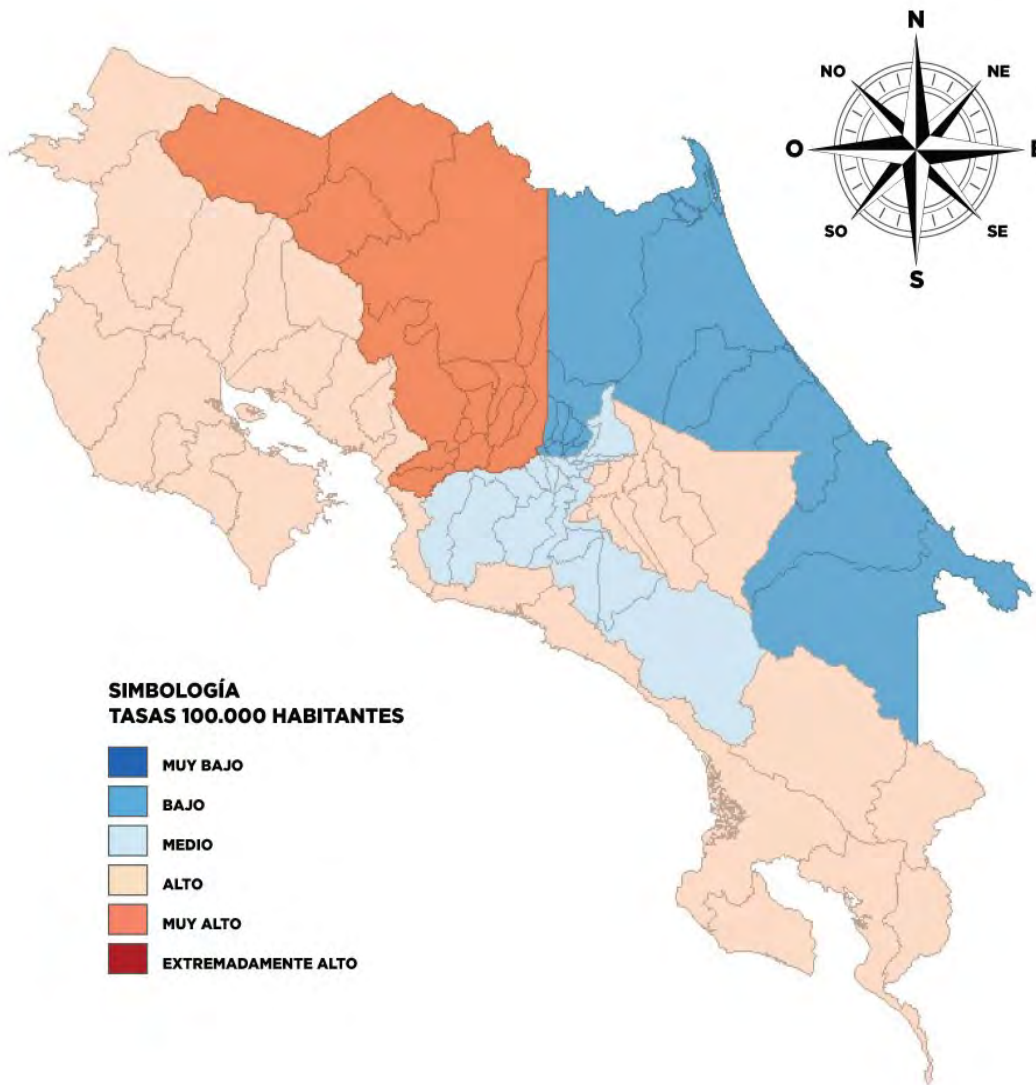 N
NO
NE
O
E
SO
SE
S
SIMBOLOGÍA
TASAS 100.000 HABITANTES
MUY BAJO
BAJO
MEDIO
ALTO
MUY ALTO
EXTREMADAMENTE ALTO